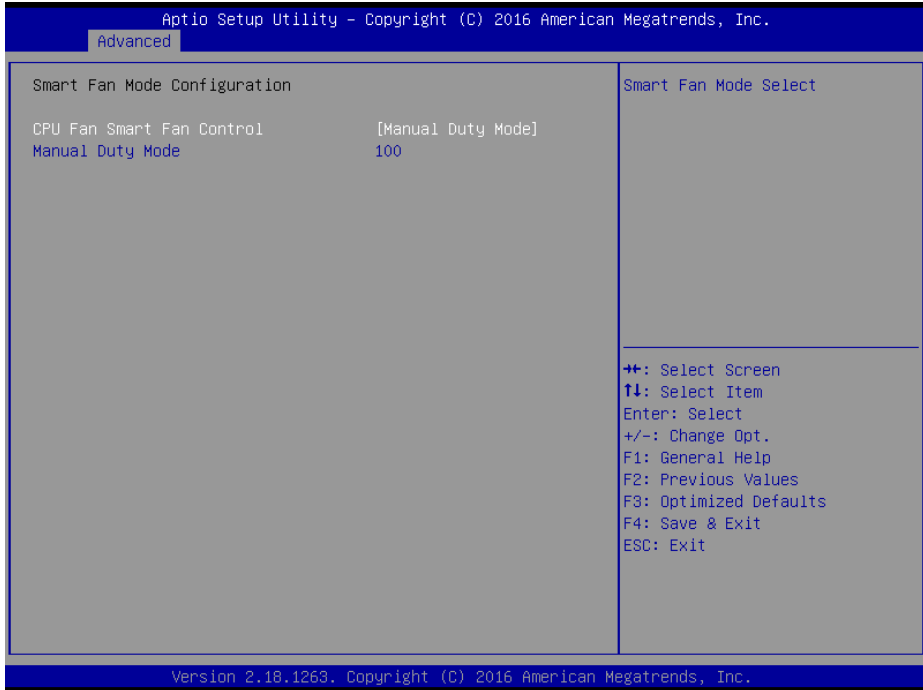 Aptio Setup Utility – Copyright (C) 2016 American Megatrends, Inc.
Advanced
Smart Fan Mode Configuration
CPU Fan Smart Fan Control [Manual Duty Mode]
Manual Duty Mode 100
Smart Fan Mode Select
→←: Select Screen
↑↓: Select Item
Enter: Select
+/-: Change Opt.
F1: General Help
F2: Previous Values
F3: Optimized Defaults
F4: Save & Exit
ESC: Exit
Version 2.18.1263. Copyright (C) 2016 American Megatrends, Inc.